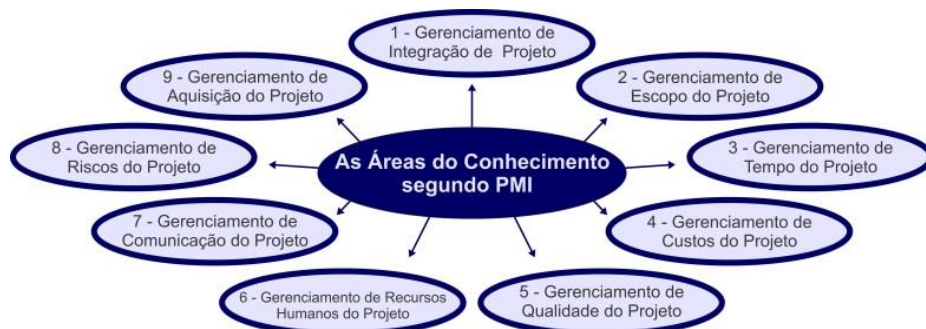 1 - Gerenciamento de
Integração de Projeto
2 - Gerenciamento de
Escopo do Projeto
3 - Gerenciamento de
Tempo do Projeto
4 - Gerenciamento de
Custos do Projeto
5 - Gerenciamento de
Qualidade do Projeto
6 - Gerenciamento de Recursos
Humanos do Projeto
7 - Gerenciamento de
Comunicação do Projeto
8 - Gerenciamento de
Riscos do Projeto
9 - Gerenciamento de
Aquisição do Projeto
As Áreas do Conhecimento
segundo PMI